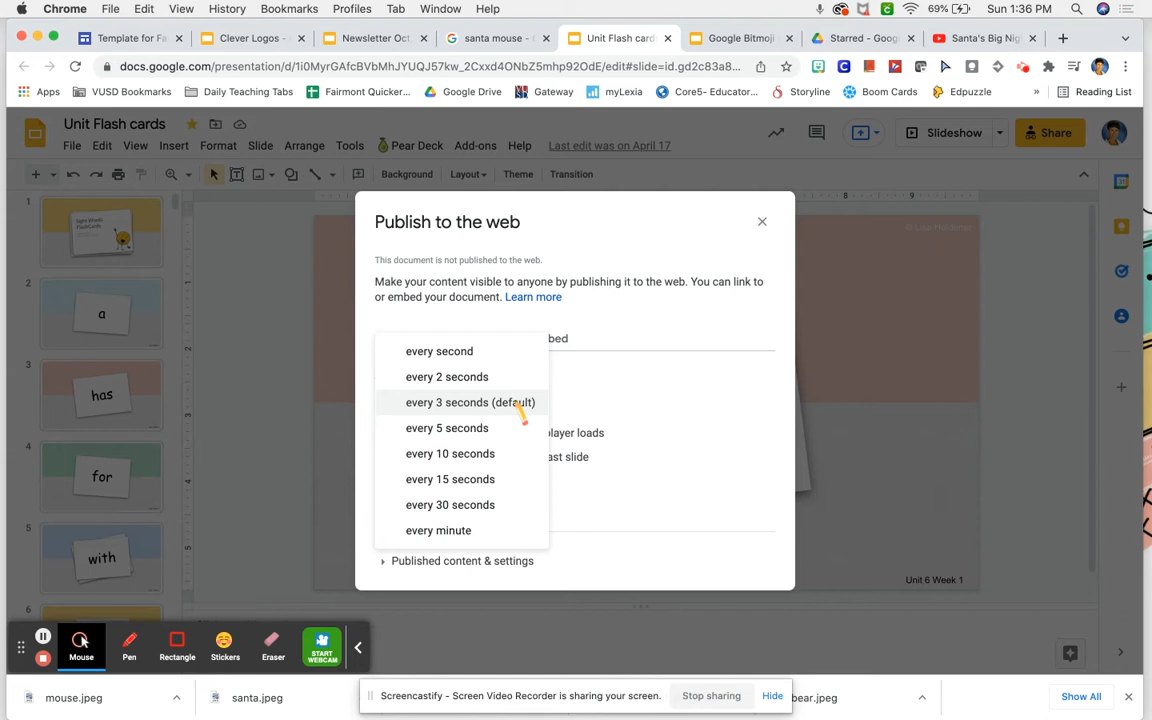 Chrome File Edit View History Bookmarks Profiles Tab Window Help 69% Sun 1:36 PM
Template for Fa Clever Logos - Newsletter Oct. santa mouse - Unit Flash card Google Bitmoji Starred - Goog Santa's Big Nig
docs.google.com/presentation/d/1i0MyrGAfcBVbMhJYUQJ57kw_2Cxxd4ONbZ5mhp92OdE/edit#slide=id.gd2c83a8...
Apps VUSD Bookmarks Daily Teaching Tabs Fairmont Quicker... Google Drive Gateway myLexia Core5- Educator... Storyline Boom Cards Edpuzzle » Reading List
Unit Flash cards
Slideshow Share
File Edit View Insert Format Slide Arrange Tools Pear Deck Add-ons Help Last edit was on April 17
Background Layout Theme Transition
8 9
1
2
a
3
has
4
for
5
with
6
Publish to the web
This document is not published to the web.
Make your content visible to anyone by publishing it to the web. You can link to
or embed your document. Learn more
bed
every second
every 2 seconds
every 3 seconds (default)
every 5 seconds
every 10 seconds
every 15 seconds
every 30 seconds
every minute
player loads
ast slide
Published content & settings
Unit 6 Week 1
Mouse Pen Rectangle Stickers Eraser START WEBCAM
mouse.jpeg santa.jpeg Screencastify - Screen Video Recorder is sharing your screen. Stop sharing Hide bear.jpeg Show All